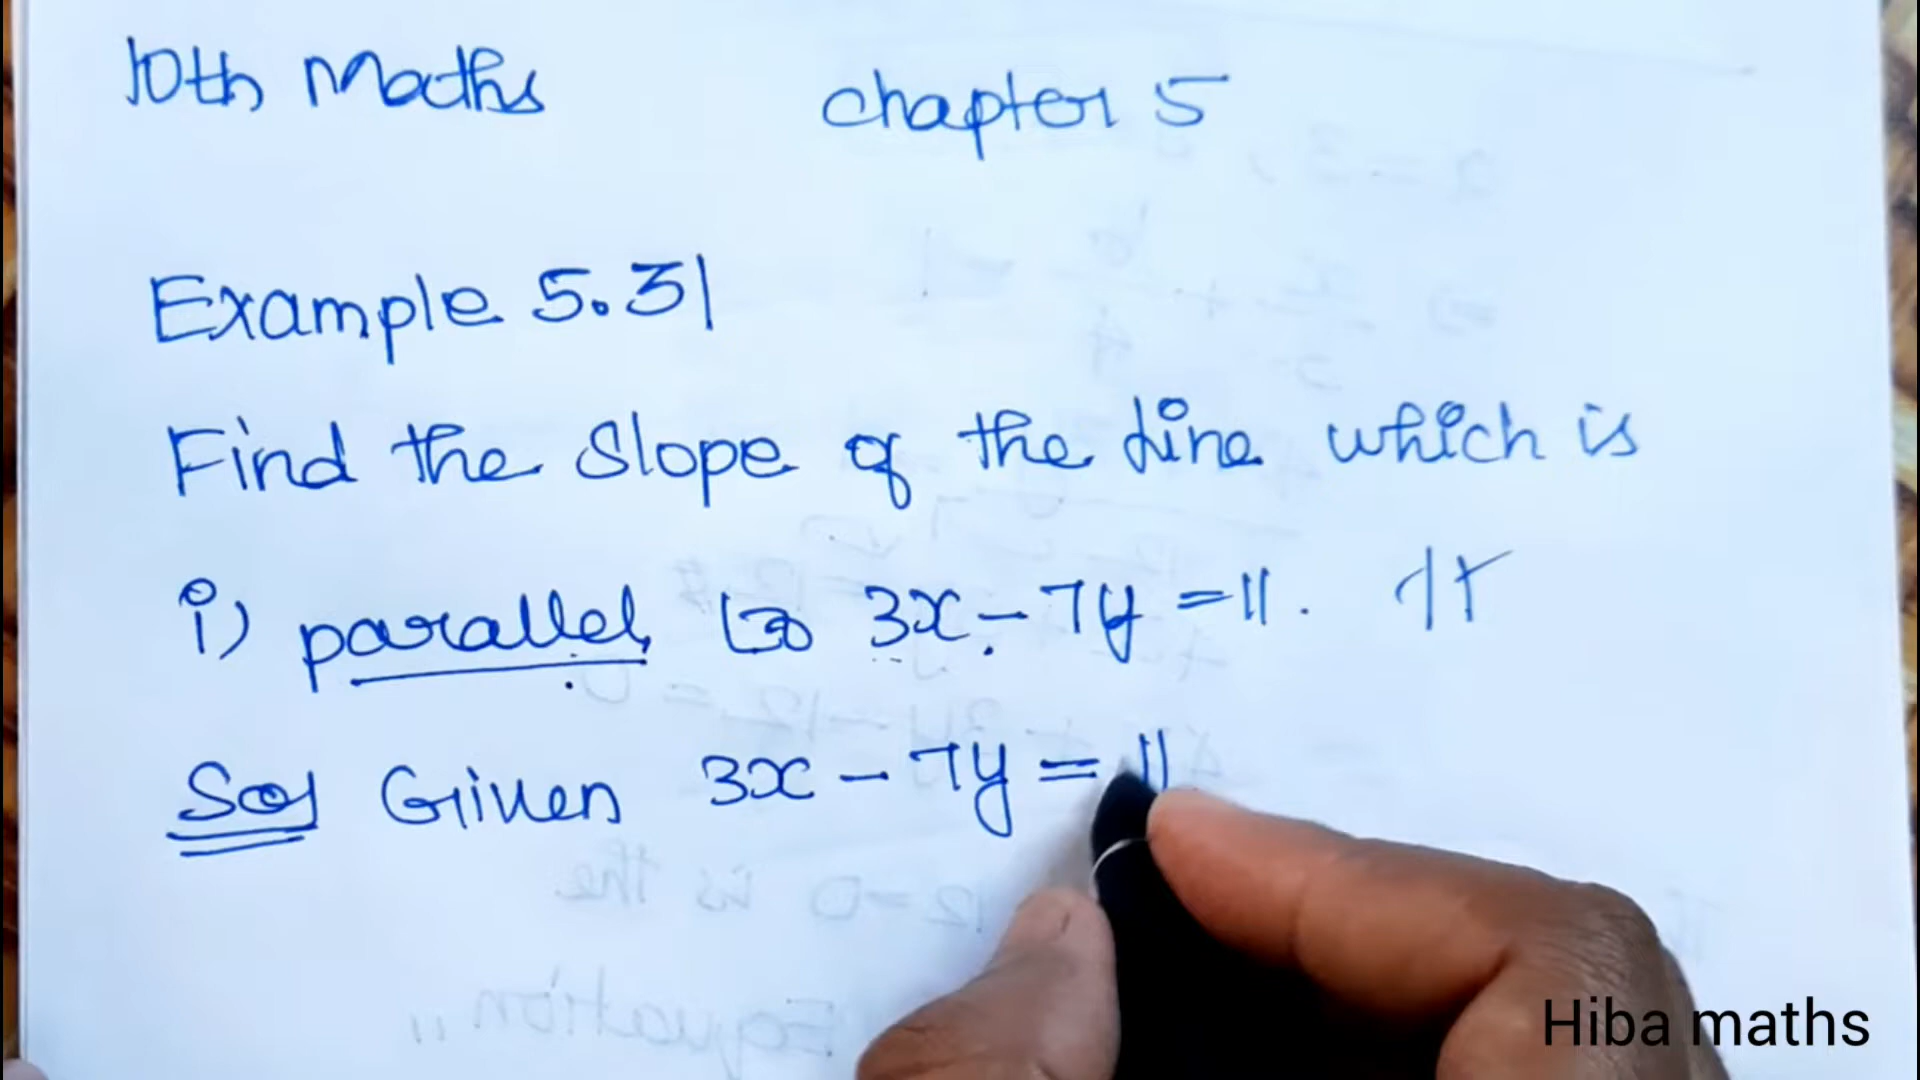 10th Maths chapter 5
Example 5.31
Find the slope of the line which is
i) parallel to 3x - 7y = 11.
Sol Given 3x - 7y = 11
Hiba maths